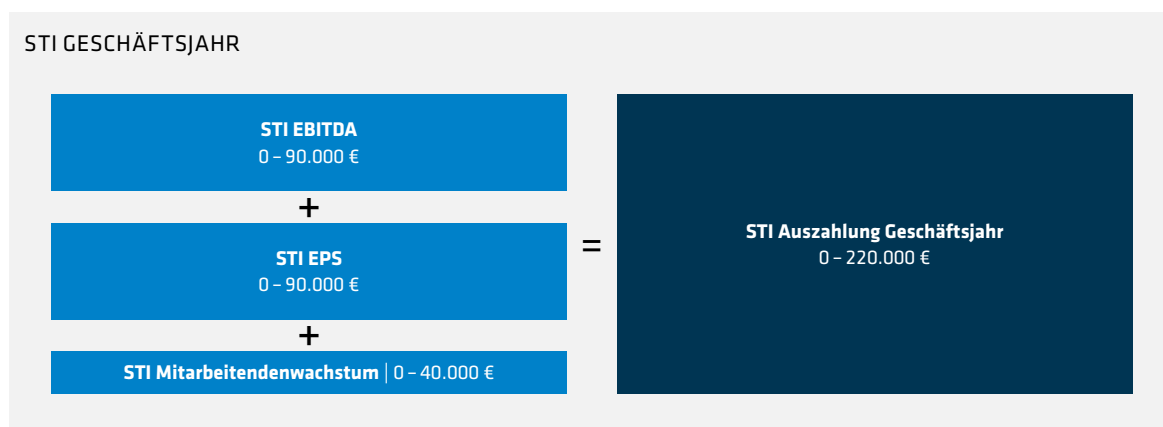 STI GESCHÄFTSJAHR
STI EBITDA
0 – 90.000 €
+
STI EPS
0 – 90.000 €
+
STI Mitarbeitendenwachstum | 0 – 40.000 €
=
STI Auszahlung Geschäftsjahr
0 – 220.000 €